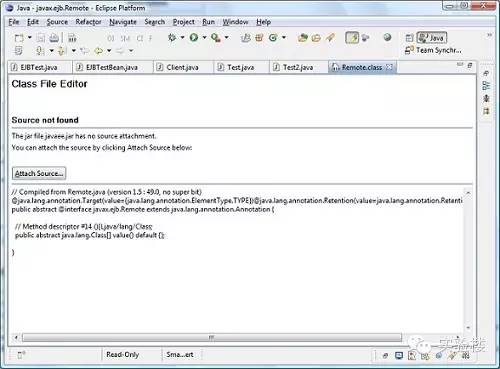 Java - javax.ejb.Remote - Eclipse Platform
File Edit Source Refactor Navigate Search Project Run Window Help
Java
Team Synchr...
EJBTest.java EJBTestBean.java Client.java Test.java Test2.java Remote.class
Class File Editor
Source not found
The jar file javaee.jar has no source attachment.
You can attach the source by clicking Attach Source below:
Attach Source...
// Compiled from Remote.java (version 1.5 : 49.0, no super bit)
@java.lang.annotation.Target(value={java.lang.annotation.ElementType.TYPE})@java.lang.annotation.Retention(value=java.lang.annotation.Retenti
public abstract @interface javax.ejb.Remote extends java.lang.annotation.Annotation {
// Method descriptor #14 ()[Ljava/lang/Class;
public abstract java.lang.Class[] value() default {};
}
Read-Only Sma...ert
实验楼